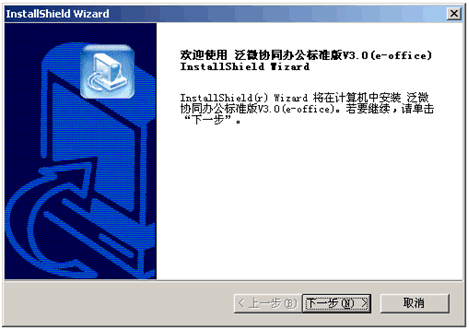 InstallShield Wizard
欢迎使用 泛微协同办公标准版V3.0(e-office)
InstallShield Wizard
InstallShield(r) Wizard 将在计算机中安装 泛微
协同办公标准版V3.0(e-office)。若要继续，请单击
“下一步”。
< 上一步(B)
下一步(N) >
取消